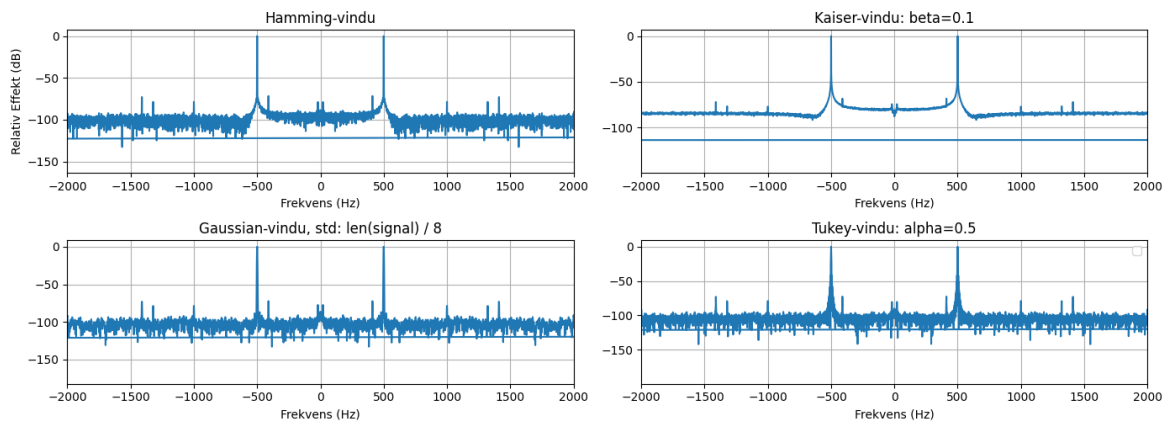 Hamming-vindu
Relativ Effekt (dB)
0
−50
−100
−150
−2000 −1500 −1000 −500 0 500 1000 1500 2000
Frekvens (Hz)
Kaiser-vindu: beta=0.1
0
−50
−100
−2000 −1500 −1000 −500 0 500 1000 1500 2000
Frekvens (Hz)
Gaussian-vindu, std: len(signal) / 8
0
−50
−100
−150
−2000 −1500 −1000 −500 0 500 1000 1500 2000
Frekvens (Hz)
Tukey-vindu: alpha=0.5
0
−50
−100
−150
−2000 −1500 −1000 −500 0 500 1000 1500 2000
Frekvens (Hz)